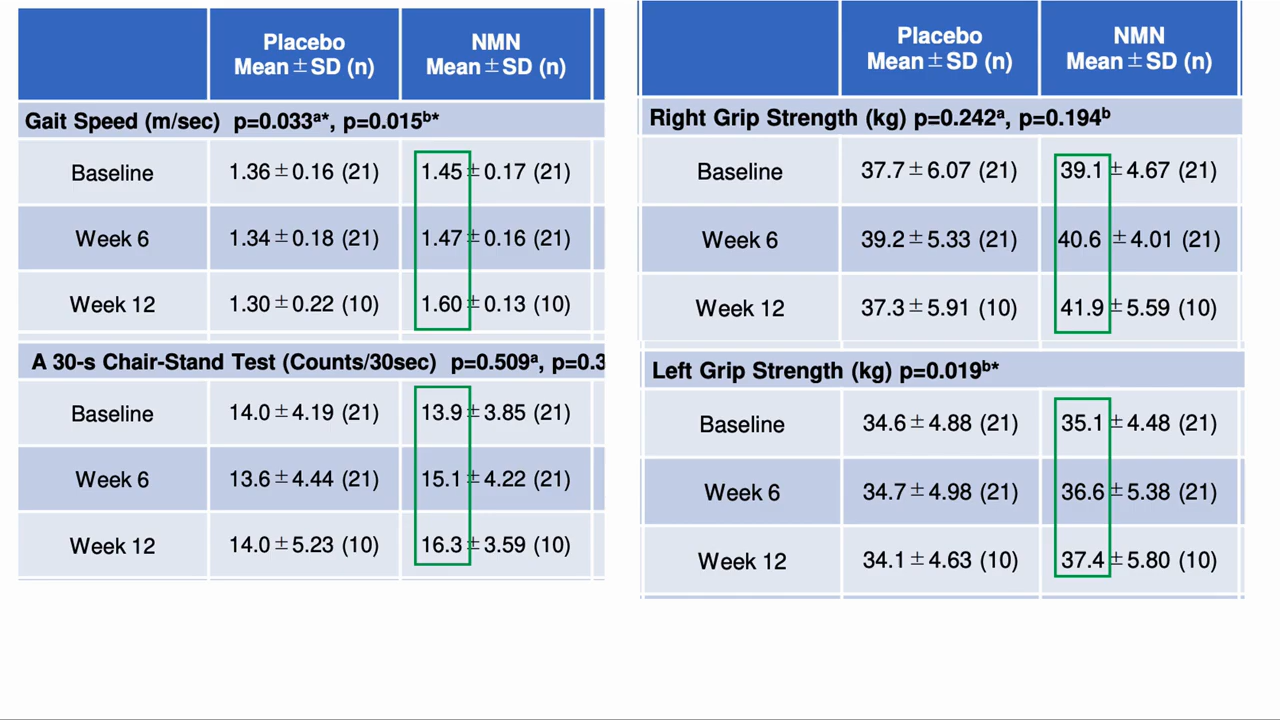 Placebo
Mean±SD (n)
NMN
Mean±SD (n)
Gait Speed (m/sec) p=0.033ᵃ*, p=0.015ᵇ*
Baseline 1.36±0.16 (21) 1.45±0.17 (21)
Week 6 1.34±0.18 (21) 1.47±0.16 (21)
Week 12 1.30±0.22 (10) 1.60±0.13 (10)
A 30-s Chair-Stand Test (Counts/30sec) p=0.509ᵃ, p=0.3
Baseline 14.0±4.19 (21) 13.9±3.85 (21)
Week 6 13.6±4.44 (21) 15.1±4.22 (21)
Week 12 14.0±5.23 (10) 16.3±3.59 (10)
Placebo
Mean±SD (n)
NMN
Mean±SD (n)
Right Grip Strength (kg) p=0.242ᵃ, p=0.194ᵇ
Baseline 37.7±6.07 (21) 39.1±4.67 (21)
Week 6 39.2±5.33 (21) 40.6 ±4.01 (21)
Week 12 37.3±5.91 (10) 41.9±5.59 (10)
Left Grip Strength (kg) p=0.019ᵇ*
Baseline 34.6±4.88 (21) 35.1±4.48 (21)
Week 6 34.7±4.98 (21) 36.6±5.38 (21)
Week 12 34.1±4.63 (10) 37.4±5.80 (10)